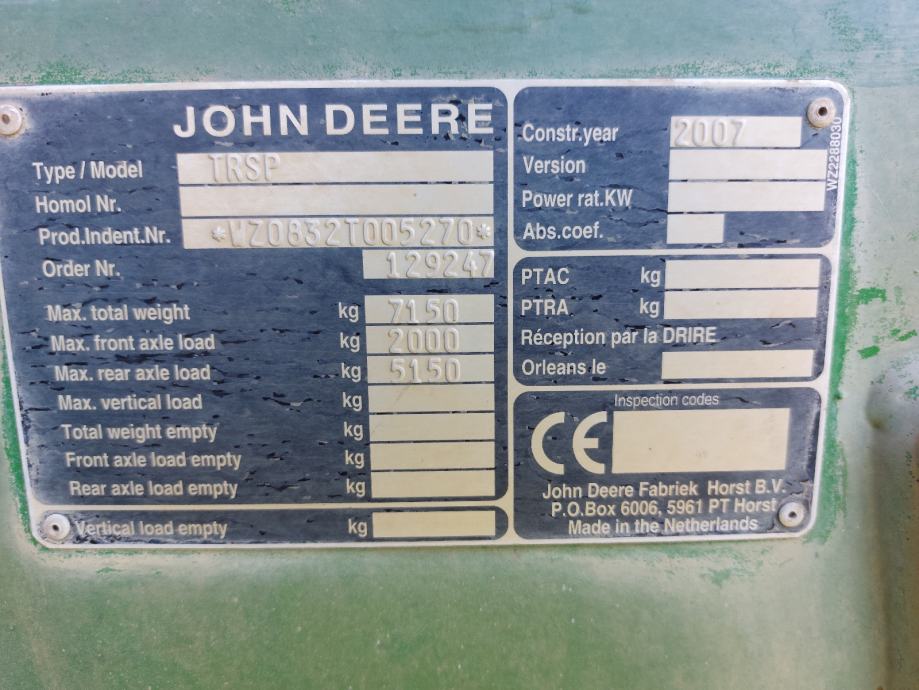 JOHN DEERE
Type / Model TRSP
Homol Nr.
Prod.Indent.Nr. *WZ0832T005270*
Order Nr. 129247
Max. total weight kg 7150
Max. front axle load kg 2000
Max. rear axle load kg 5150
Max. vertical load kg
Total weight empty kg
Front axle load empty kg
Rear axle load empty kg
Vertical load empty kg
Constr.year 2007
Version
Power rat.KW
Abs.coef.
WZ2288030
PTAC kg
PTRA kg
Réception par la DRIRE
Orleans le
Inspection codes
CE
John Deere Fabriek Horst B.V.
P.O.Box 6006, 5961 PT Horst
Made in the Netherlands